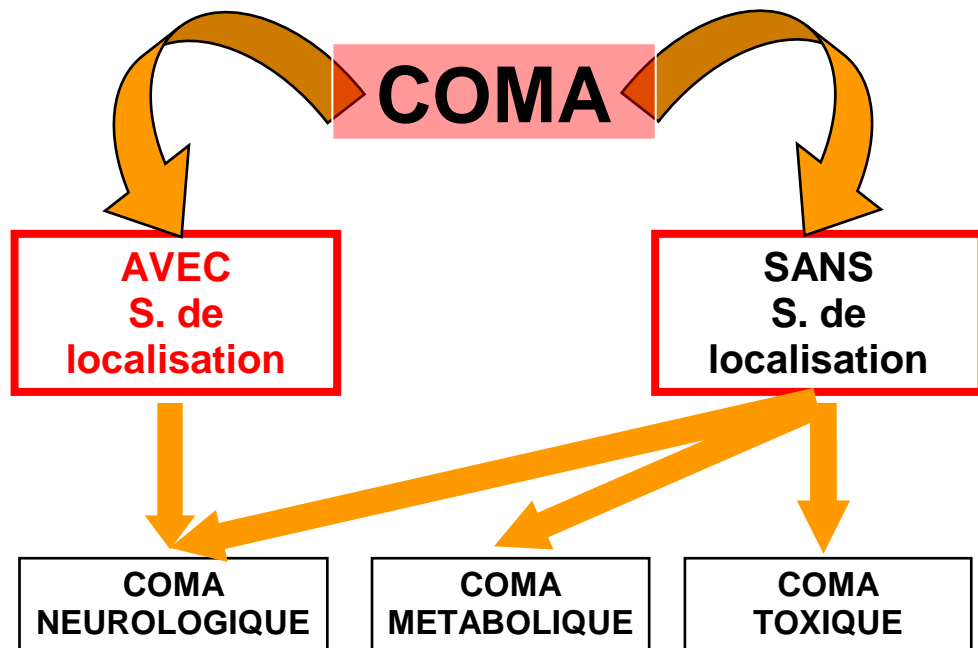 COMA
AVEC
S. de
localisation
SANS
S. de
localisation
COMA
NEUROLOGIQUE
COMA
METABOLIQUE
COMA
TOXIQUE